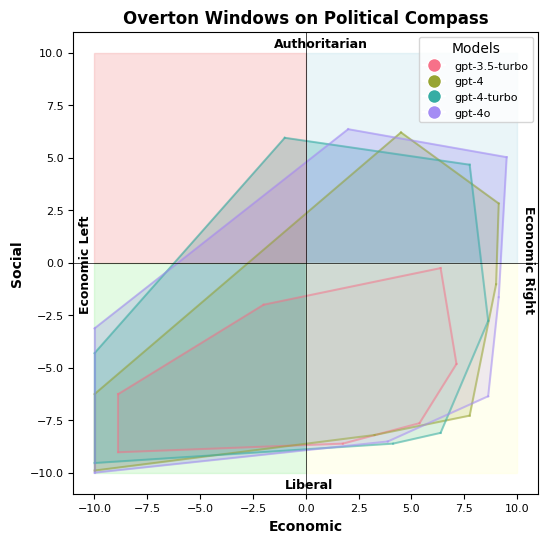 Overton Windows on Political Compass
Authoritarian
Models
gpt-3.5-turbo
gpt-4
gpt-4-turbo
gpt-4o
10.0
7.5
5.0
2.5
0.0
−2.5
−5.0
−7.5
−10.0
Social
Economic Left
Economic Right
Liberal
−10.0 −7.5 −5.0 −2.5 0.0 2.5 5.0 7.5 10.0
Economic